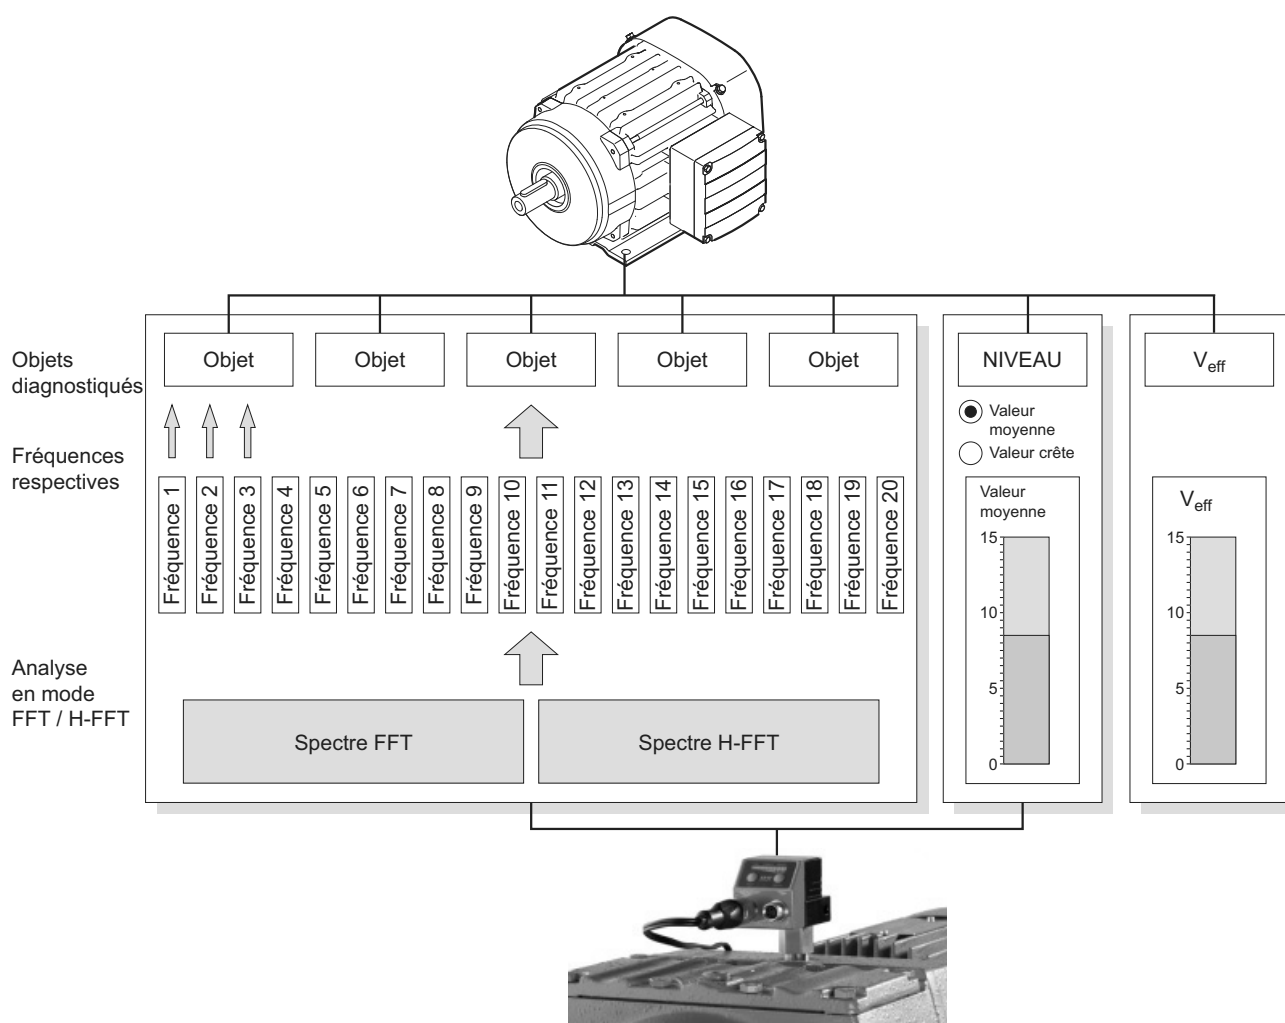 Objets
diagnostiqués
Objet
Objet
Objet
Objet
Objet
NIVEAU
V_eff
Valeur
moyenne
Valeur crête
Fréquences
respectives
Fréquence 1
Fréquence 2
Fréquence 3
Fréquence 4
Fréquence 5
Fréquence 6
Fréquence 7
Fréquence 8
Fréquence 9
Fréquence 10
Fréquence 11
Fréquence 12
Fréquence 13
Fréquence 14
Fréquence 15
Fréquence 16
Fréquence 17
Fréquence 18
Fréquence 19
Fréquence 20
Valeur
moyenne
15
10
5
0
V_eff
15
10
5
0
Analyse
en mode
FFT / H-FFT
Spectre FFT
Spectre H-FFT